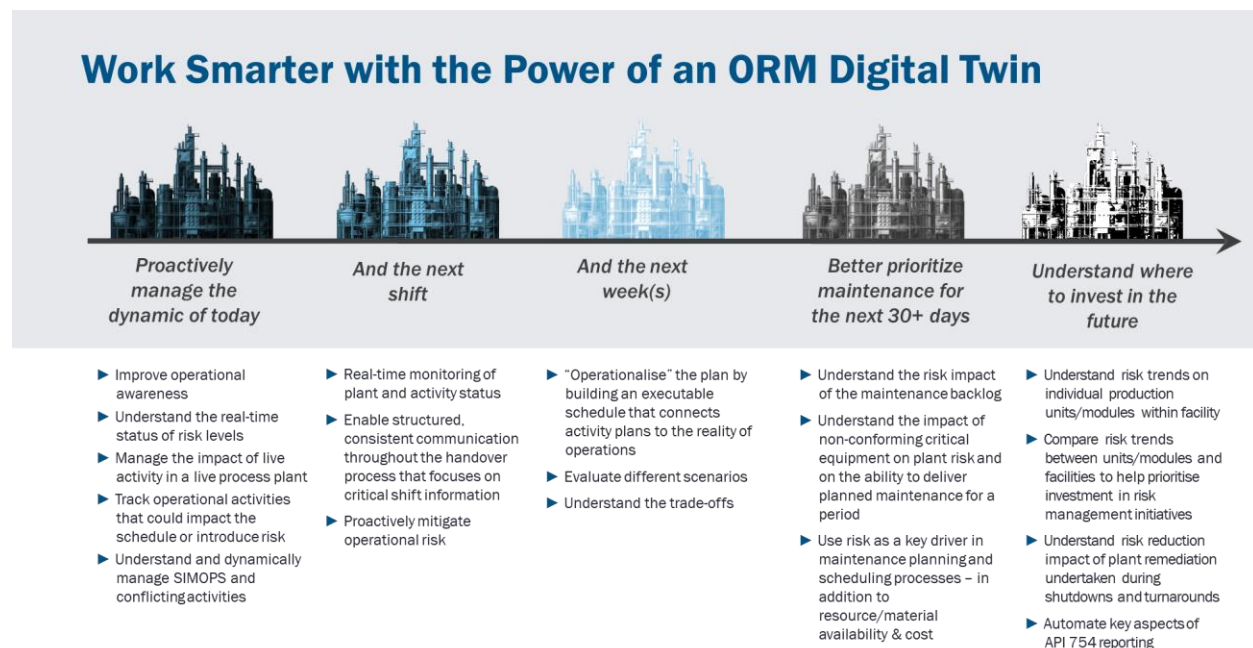 Work Smarter with the Power of an ORM Digital Twin
Proactively
manage the
dynamic of today
And the next
shift
And the next
week(s)
Better prioritize
maintenance for
the next 30+ days
Understand where
to invest in the
future
► Improve operational
awareness
► Understand the real-time
status of risk levels
► Manage the impact of live
activity in a live process plant
► Track operational activities
that could impact the
schedule or introduce risk
► Understand and dynamically
manage SIMOPS and
conflicting activities
► Real-time monitoring of
plant and activity status
► Enable structured,
consistent communication
throughout the handover
process that focuses on
critical shift information
► Proactively mitigate
operational risk
► “Operationalise” the plan by
building an executable
schedule that connects
activity plans to the reality of
operations
► Evaluate different scenarios
► Understand the trade-offs
► Understand the risk impact
of the maintenance backlog
► Understand the impact of
non-conforming critical
equipment on plant risk and
on the ability to deliver
planned maintenance for a
period
► Use risk as a key driver in
maintenance planning and
scheduling processes – in
addition to
resource/material
availability & cost
► Understand risk trends on
individual production
units/modules within facility
► Compare risk trends
between units/modules and
facilities to help prioritise
investment in risk
management initiatives
► Understand risk reduction
impact of plant remediation
undertaken during
shutdowns and turnarounds
► Automate key aspects of
API 754 reporting